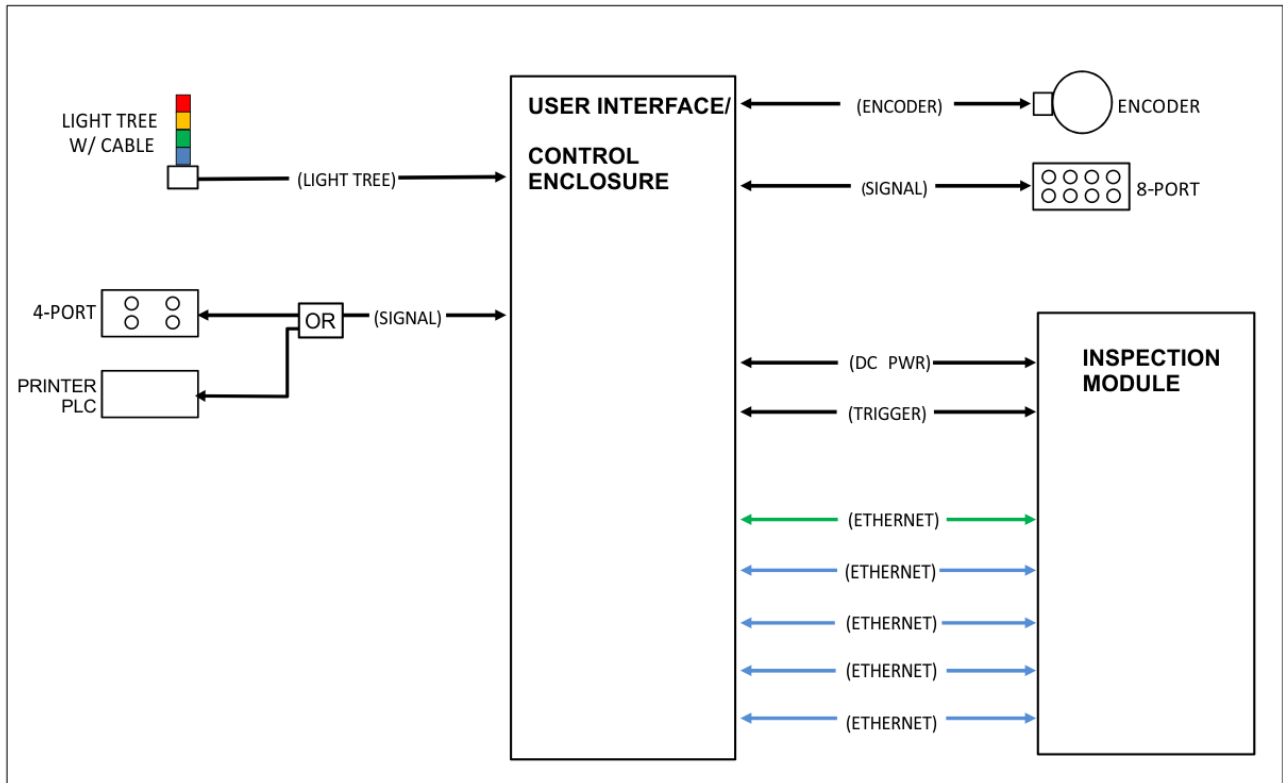 LIGHT TREE
W/ CABLE
(LIGHT TREE)
4-PORT
OR
(SIGNAL)
PRINTER
PLC
USER INTERFACE/
CONTROL
ENCLOSURE
(ENCODER)
ENCODER
(SIGNAL)
8-PORT
(DC PWR)
(TRIGGER)
(ETHERNET)
(ETHERNET)
(ETHERNET)
(ETHERNET)
(ETHERNET)
INSPECTION
MODULE